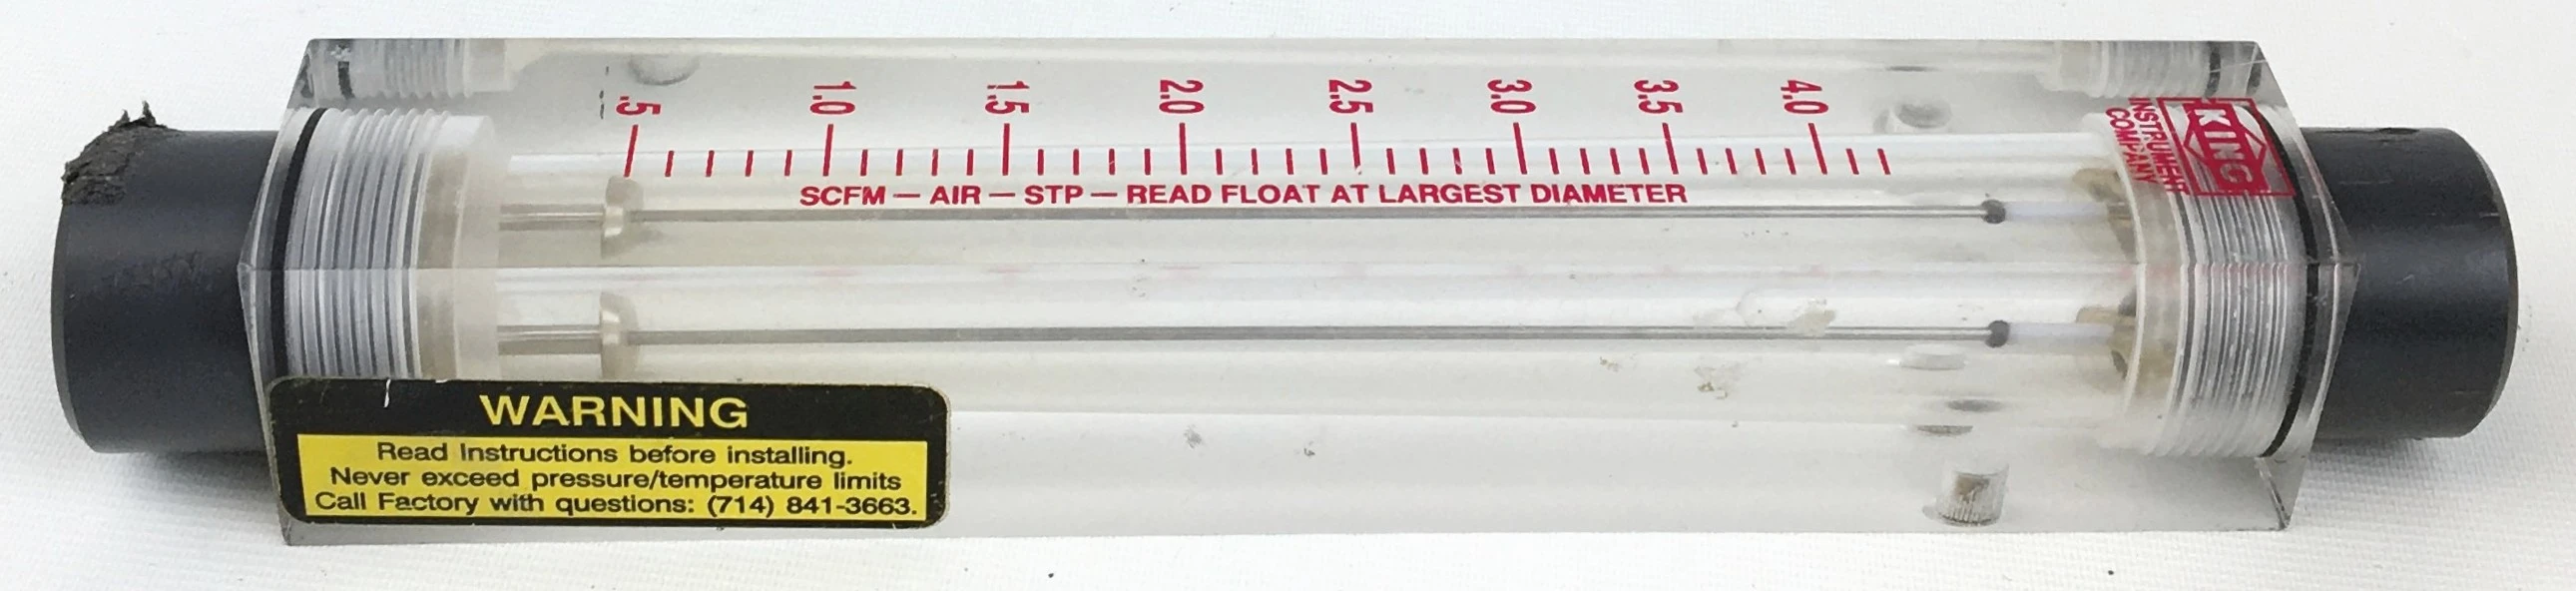 .5
1.0
1.5
2.0
2.5
3.0
3.5
4.0
SCFM — AIR — STP — READ FLOAT AT LARGEST DIAMETER
KING
INSTRUMENT
COMPANY
WARNING
Read Instructions before installing.
Never exceed pressure/temperature limits
Call Factory with questions: (714) 841-3663.